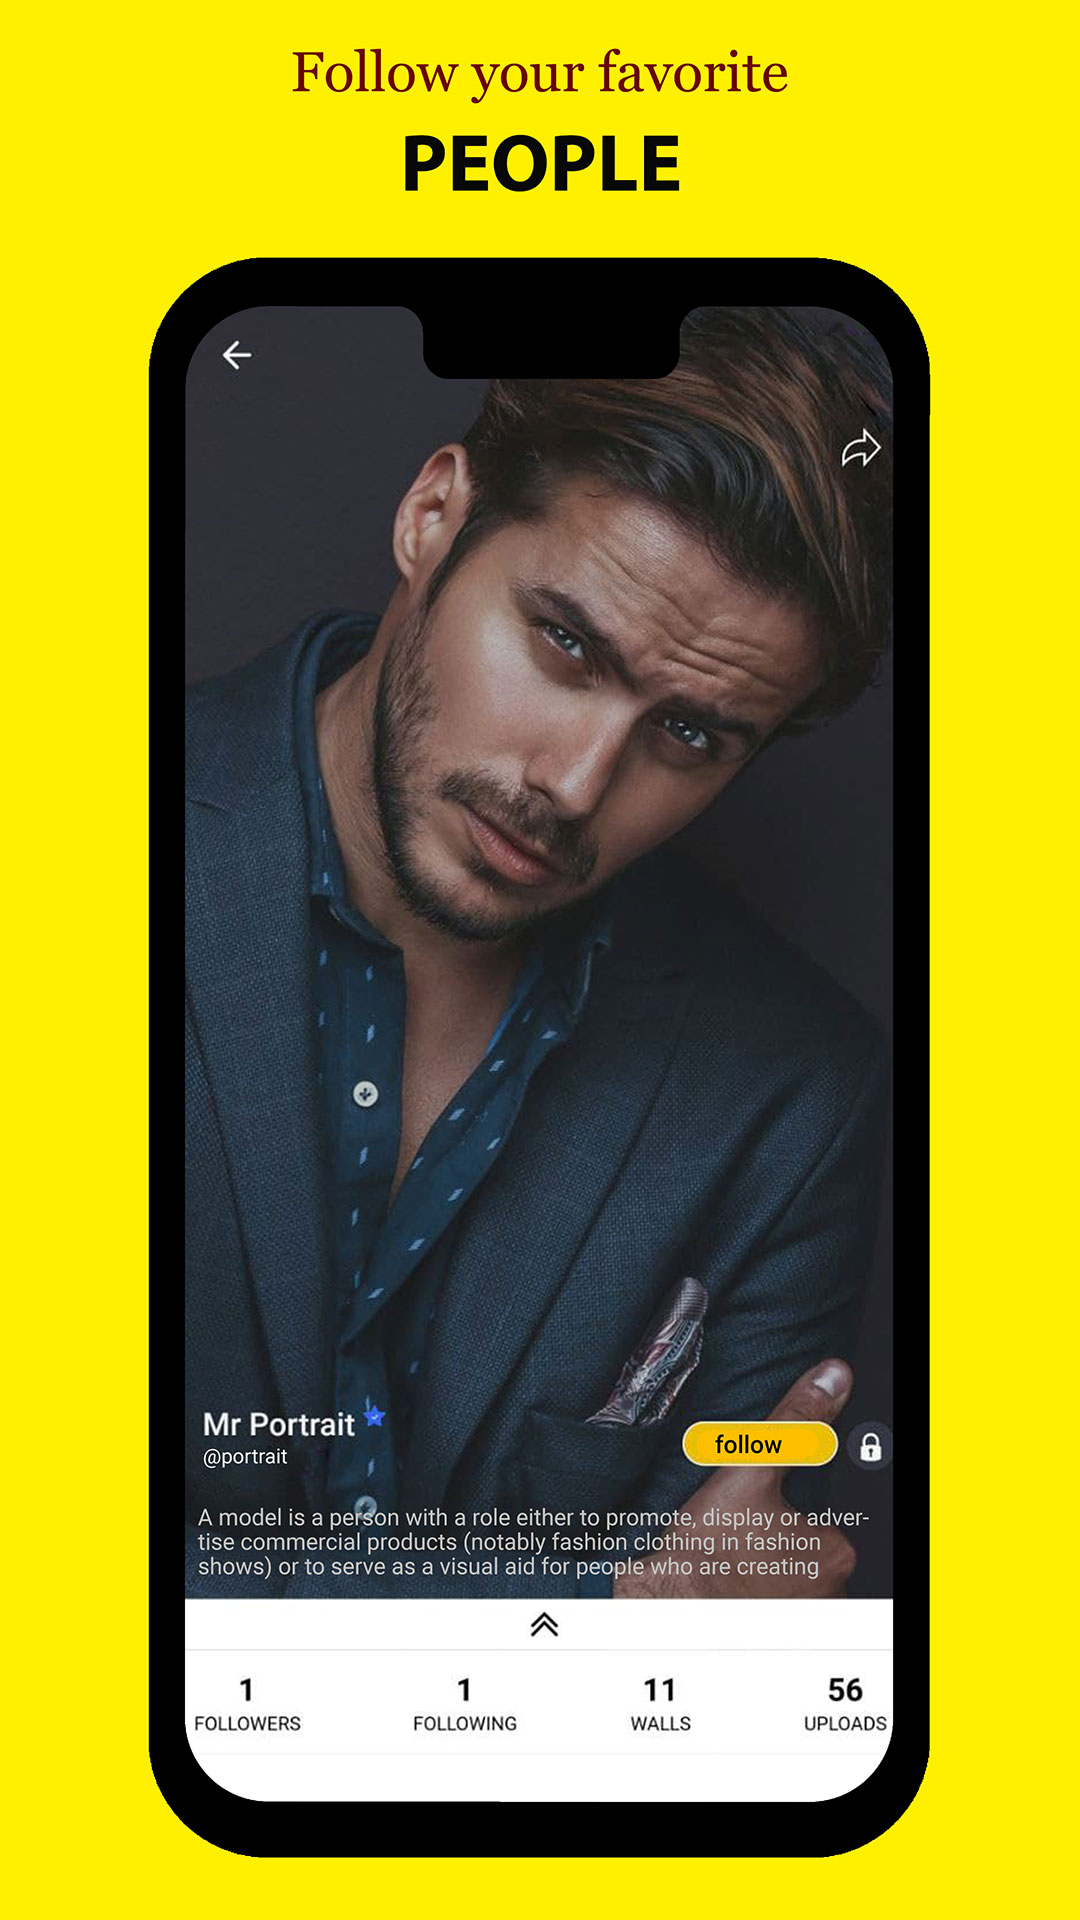 Follow your favorite
PEOPLE
Mr Portrait
@portrait
follow
A model is a person with a role either to promote, display or adver-
tise commercial products (notably fashion clothing in fashion
shows) or to serve as a visual aid for people who are creating
1 1 11 56
FOLLOWERS FOLLOWING WALLS UPLOADS